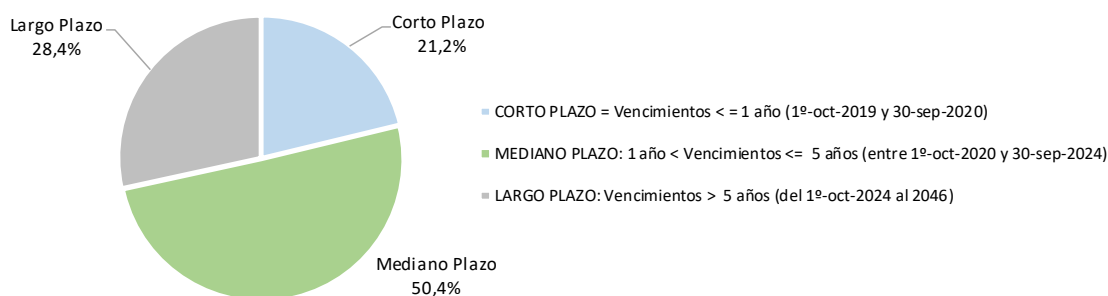 Largo Plazo
28,4%
Corto Plazo
21,2%
CORTO PLAZO = Vencimientos < = 1 año (1º-oct-2019 y 30-sep-2020)
MEDIANO PLAZO: 1 año < Vencimientos <= 5 años (entre 1º-oct-2020 y 30-sep-2024)
LARGO PLAZO: Vencimientos > 5 años (del 1º-oct-2024 al 2046)
Mediano Plazo
50,4%